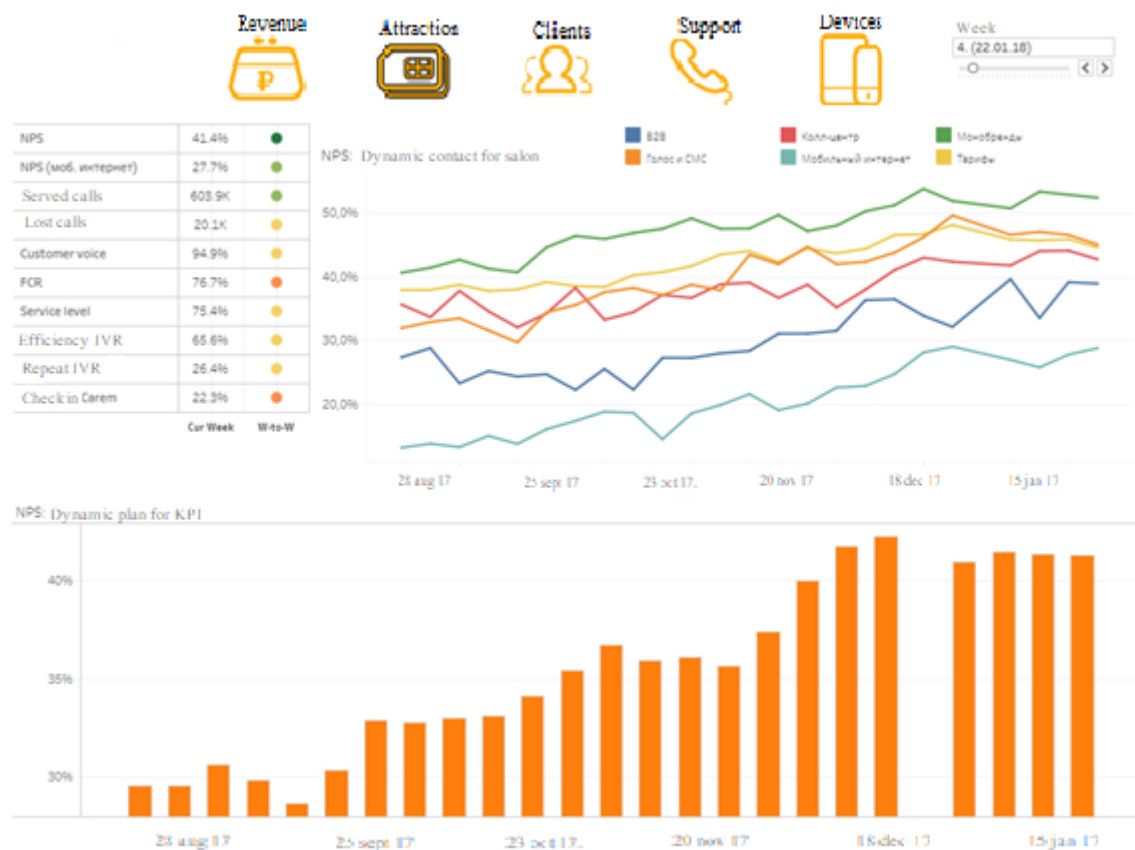 Revenue
Attraction
Clients
Support
Devices
Week
4. (22.01.18)
NPS 41.4%
NPS (моб. интернет) 27.7%
Served calls 603.9K
Lost calls 20.1K
Customer voice 94.9%
FCR 76.7%
Service level 75.4%
Efficiency IVR 65.6%
Repeat IVR 26.4%
Check in Carem 22.3%
Cur Week W-to-W
NPS: Dynamic contact for salon
B2B
Колл-центр
Монобренды
Голос и СМС
Мобильный интернет
Тарифы
50,0%
40,0%
30,0%
20,0%
28 aug 17 25 sept 17 23 oct 17. 20 nov 17 18 dec 17 15 jan 17
NPS: Dynamic plan for KPI
40%
35%
30%
28 aug 17 25 sept 17 23 oct 17. 20 nov 17 18 dec 17 15 jan 17